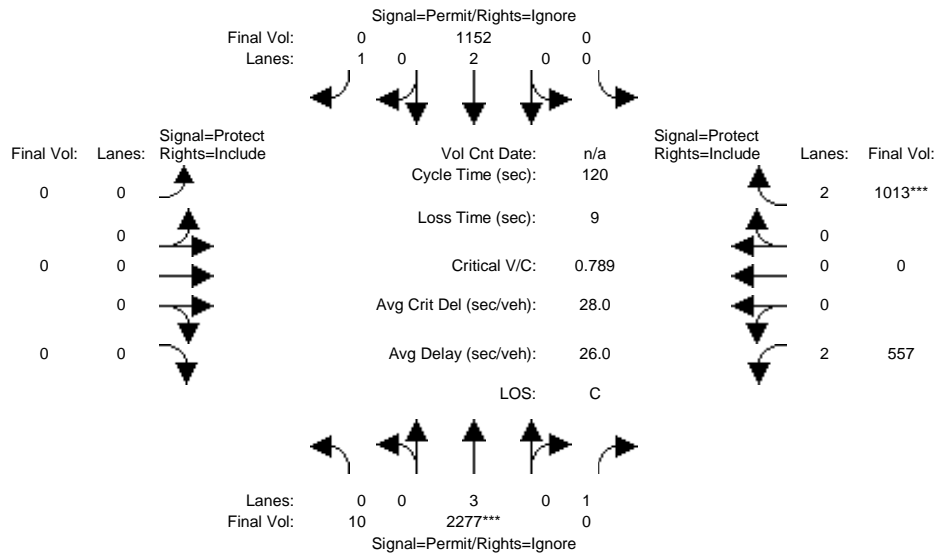 Signal=Permit/Rights=Ignore
Final Vol: 0 1152 0
Lanes: 1 0 2 0 0
Signal=Protect Signal=Protect
Final Vol: Lanes: Rights=Include Vol Cnt Date: n/a Rights=Include Lanes: Final Vol:
Cycle Time (sec): 120
0 0 2 1013***
Loss Time (sec): 9
0 0
0 0 Critical V/C: 0.789 0 0
0 Avg Crit Del (sec/veh): 28.0 0
0 0 Avg Delay (sec/veh): 26.0 2 557
LOS: C
Lanes: 0 0 3 0 1
Final Vol: 10 2277*** 0
Signal=Permit/Rights=Ignore